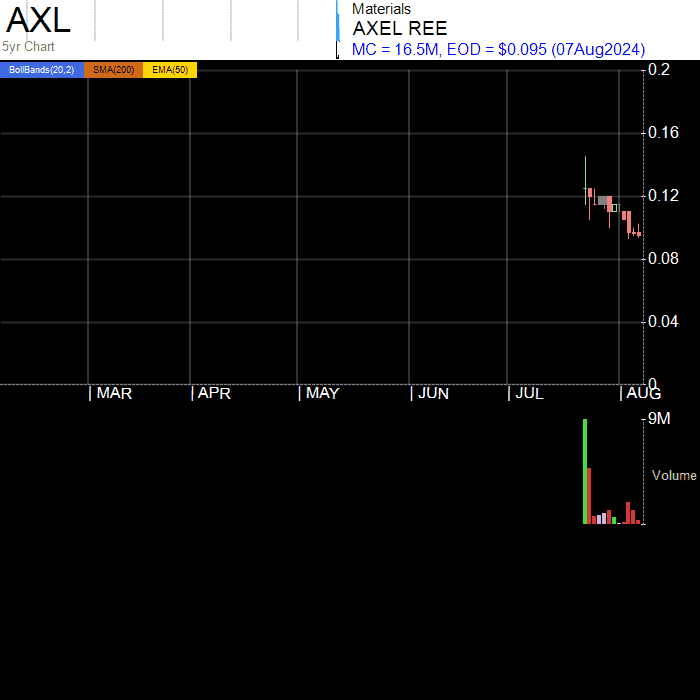 AXL
5yr Chart
Materials
AXEL REE
MC = 16.5M, EOD = $0.095 (07Aug2024)
BollBands(20,2) SMA(200) EMA(50)
0.2
0.16
0.12
0.08
0.04
0
| MAR | APR | MAY | JUN | JUL | AUG
9M
Volume